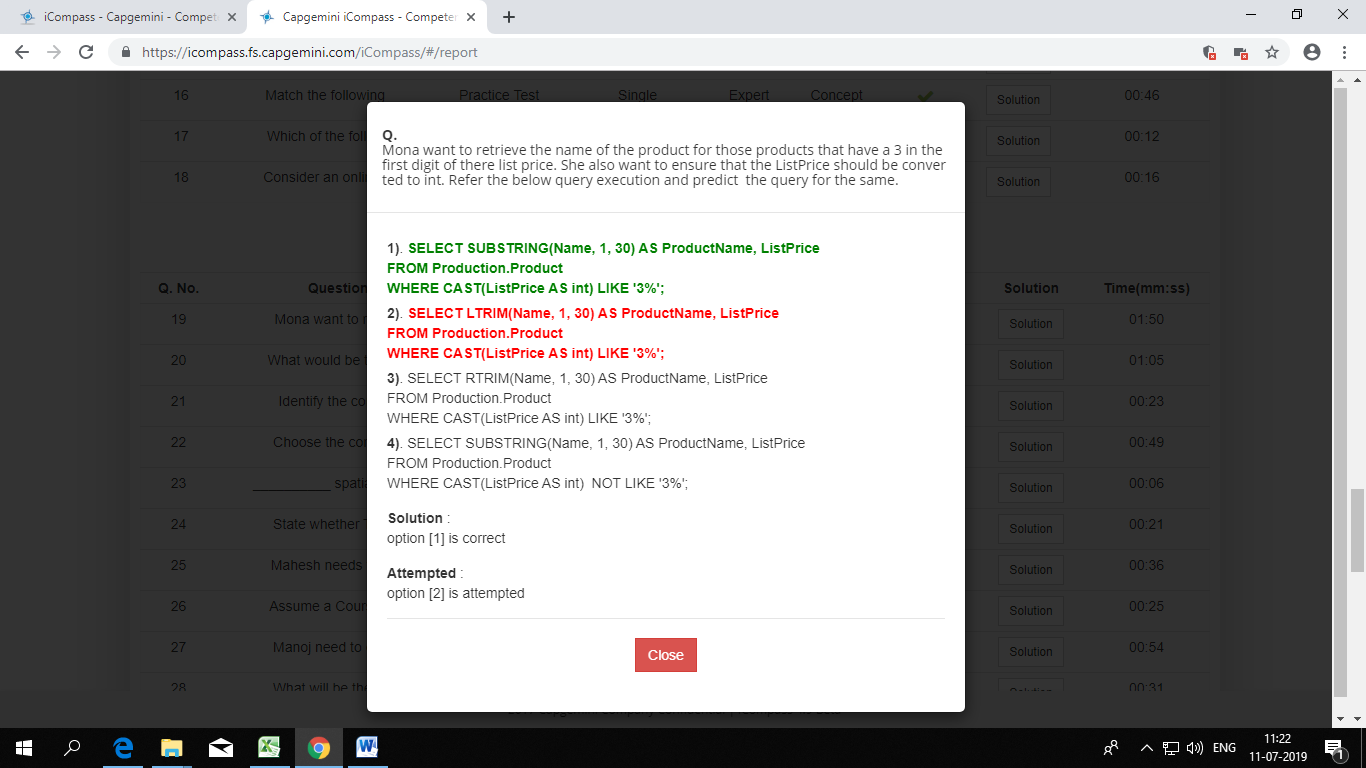 iCompass - Capgemini - Compet
Capgemini iCompass - Competen
https://icompass.fs.capgemini.com/iCompass/#/report
16 Match the following Practice Test Single Expert Concept Solution 00:46
17 Which of the foll Solution 00:12
18 Consider an onli Solution 00:16
Q.
Mona want to retrieve the name of the product for those products that have a 3 in the
first digit of there list price. She also want to ensure that the ListPrice should be conver
ted to int. Refer the below query execution and predict the query for the same.
1). SELECT SUBSTRING(Name, 1, 30) AS ProductName, ListPrice
FROM Production.Product
WHERE CAST(ListPrice AS int) LIKE '3%';
2). SELECT LTRIM(Name, 1, 30) AS ProductName, ListPrice
FROM Production.Product
WHERE CAST(ListPrice AS int) LIKE '3%';
3). SELECT RTRIM(Name, 1, 30) AS ProductName, ListPrice
FROM Production.Product
WHERE CAST(ListPrice AS int) LIKE '3%';
4). SELECT SUBSTRING(Name, 1, 30) AS ProductName, ListPrice
FROM Production.Product
WHERE CAST(ListPrice AS int) NOT LIKE '3%';
Solution :
option [1] is correct
Attempted :
option [2] is attempted
Close
Q. No. Question Solution Time(mm:ss)
19 Mona want to r Solution 01:50
20 What would be Solution 01:05
21 Identify the co Solution 00:23
22 Choose the cor Solution 00:49
23 __________ spati Solution 00:06
24 State whether Solution 00:21
25 Mahesh needs Solution 00:36
26 Assume a Cour Solution 00:25
27 Manoj need to Solution 00:54
28 What will be the Solution 00:31
ENG
11:22
11-07-2019
1